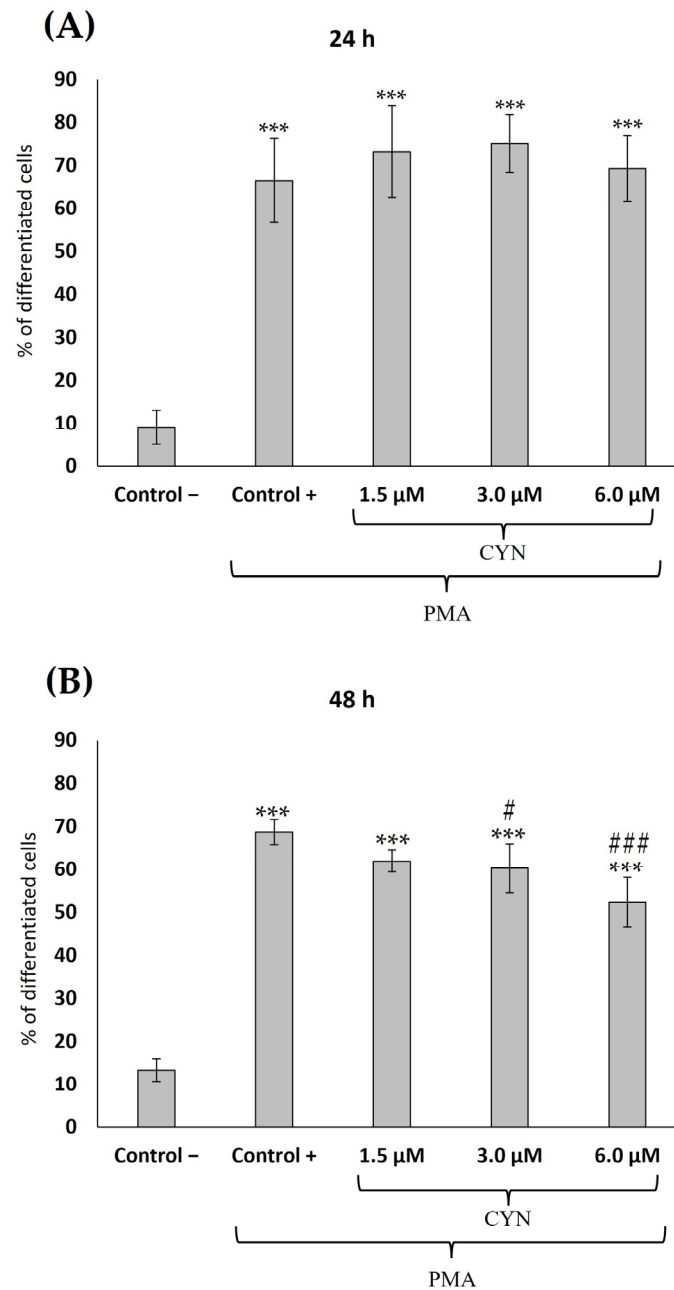 (A)
24 h
% of differentiated cells
90
80
70
60
50
40
30
20
10
0
***
***
***
***
Control − Control + 1.5 µM 3.0 µM 6.0 µM
CYN
PMA
(B)
48 h
% of differentiated cells
90
80
70
60
50
40
30
20
10
0
***
***
#
***
###
***
Control − Control + 1.5 µM 3.0 µM 6.0 µM
CYN
PMA